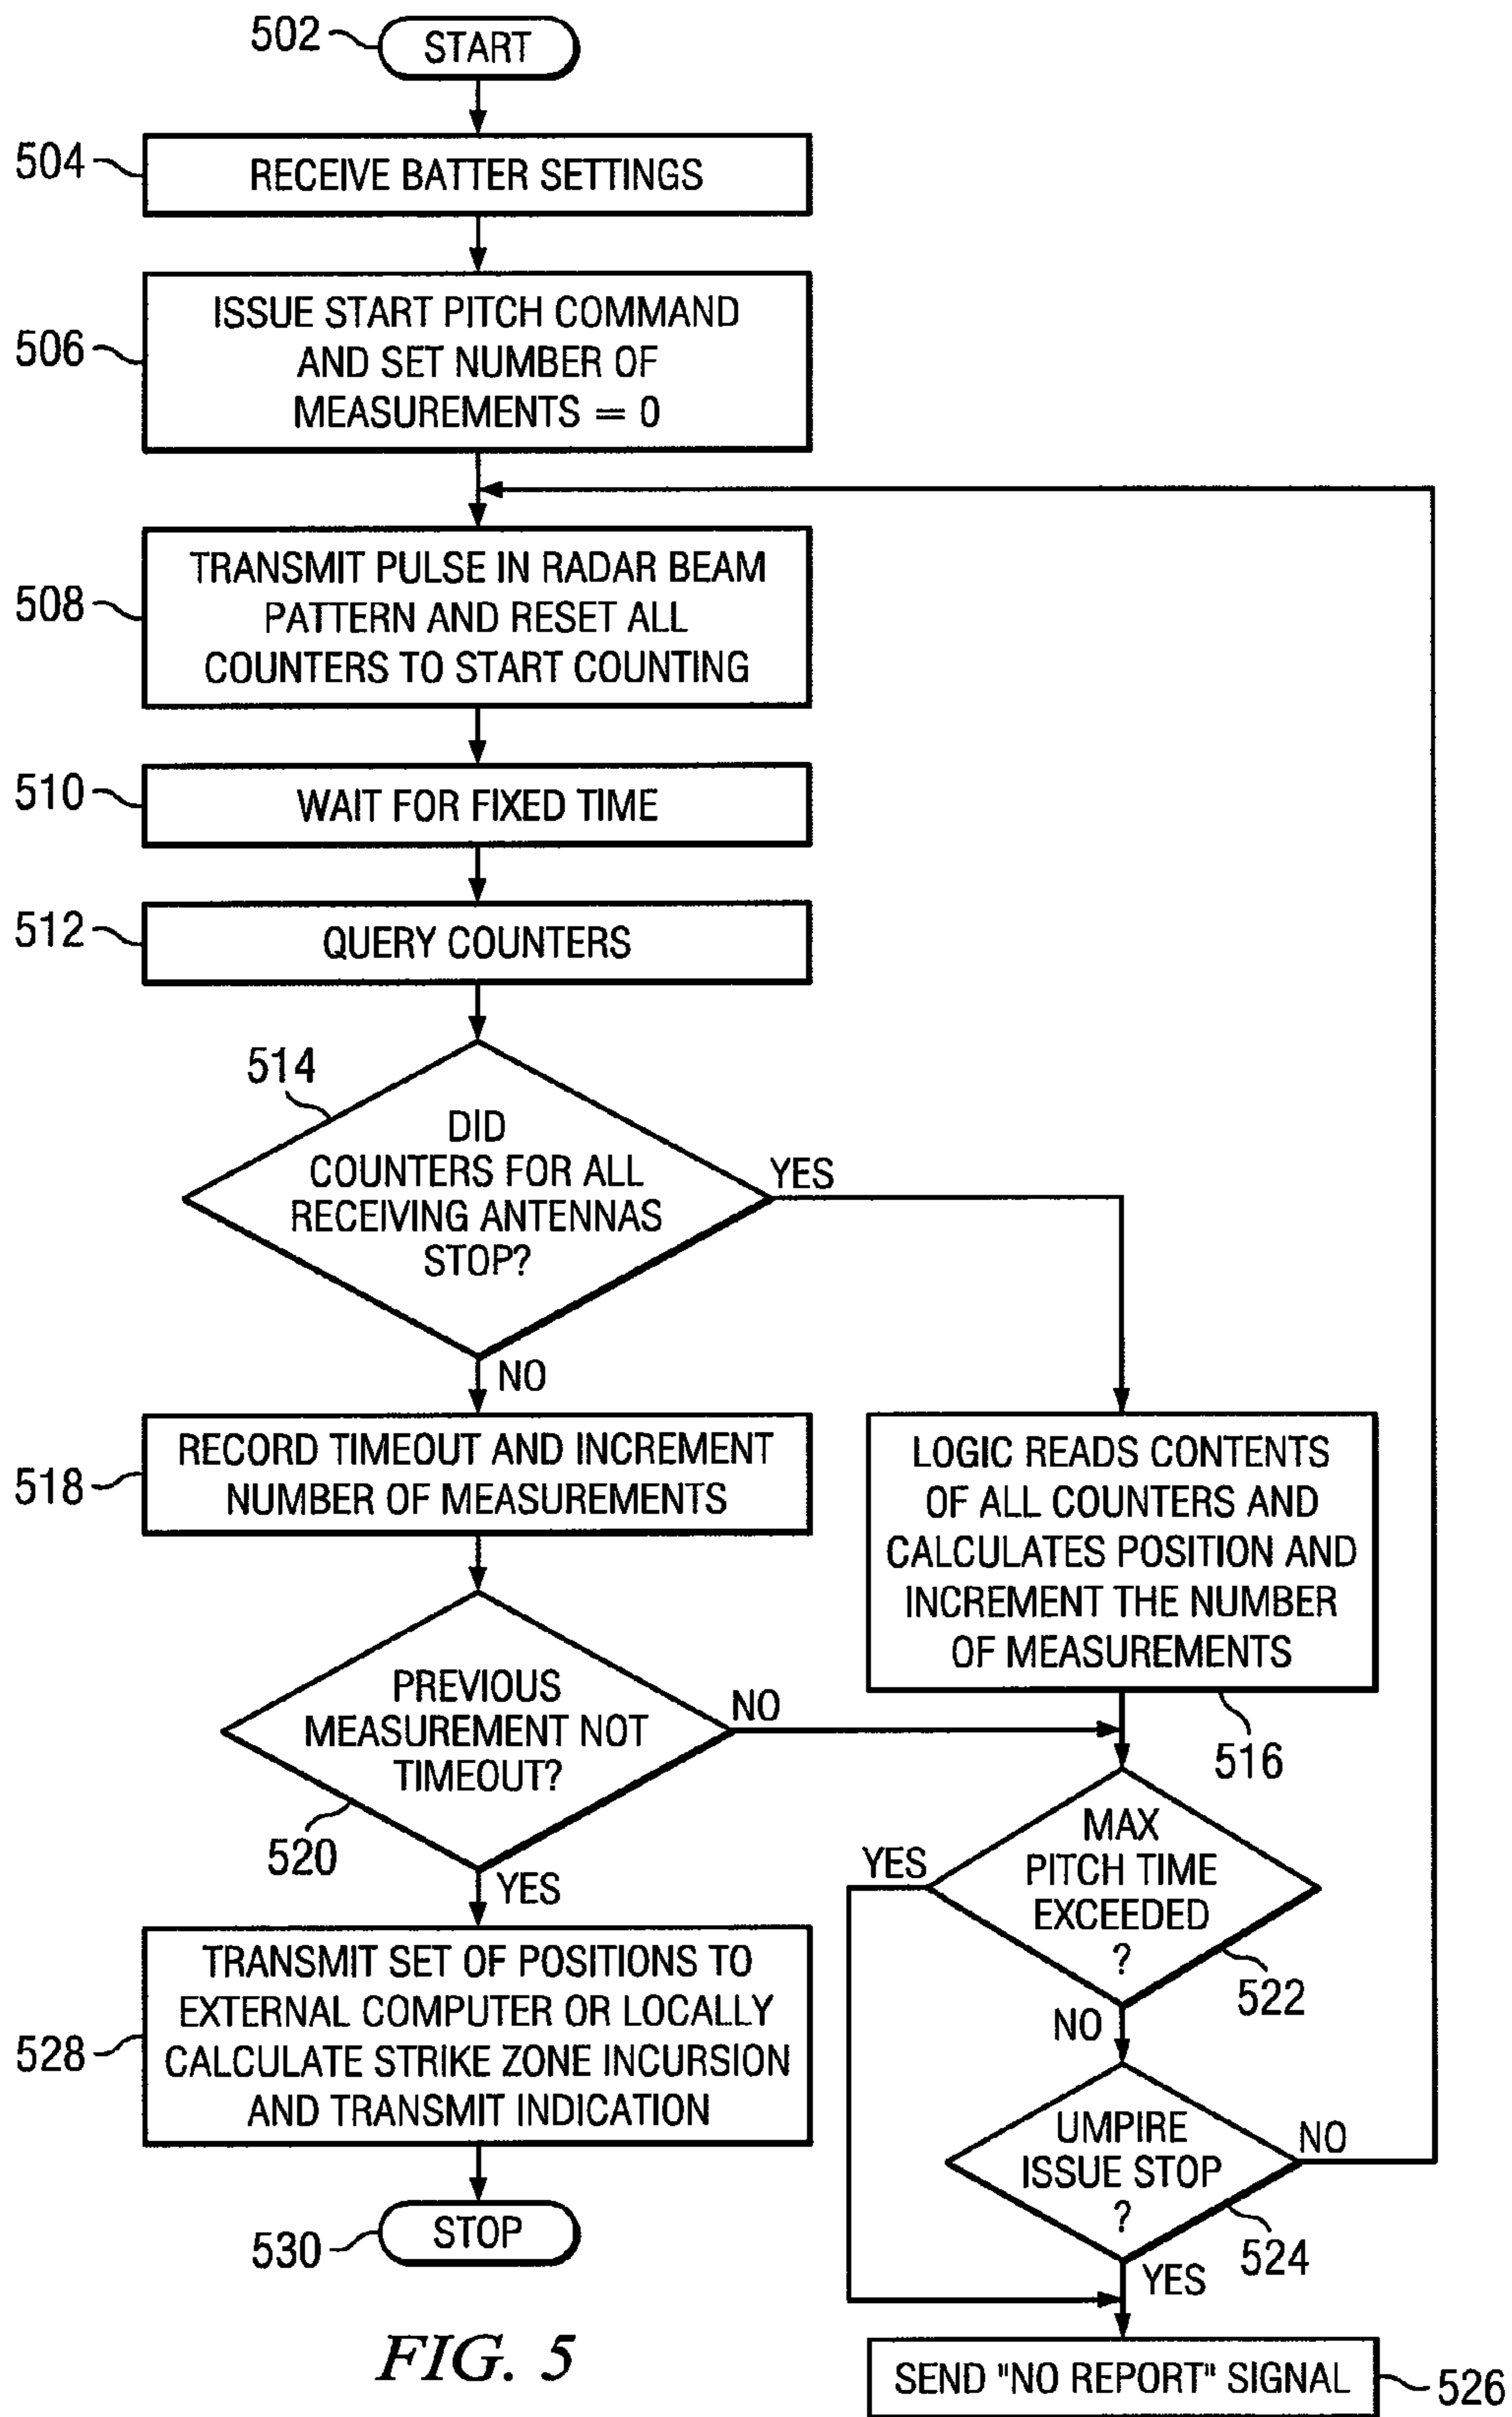 502
START
504
RECEIVE BATTER SETTINGS
506
ISSUE START PITCH COMMAND
AND SET NUMBER OF
MEASUREMENTS = 0
508
TRANSMIT PULSE IN RADAR BEAM
PATTERN AND RESET ALL
COUNTERS TO START COUNTING
510
WAIT FOR FIXED TIME
512
QUERY COUNTERS
514
DID
COUNTERS FOR ALL
RECEIVING ANTENNAS
STOP?
YES
NO
518
RECORD TIMEOUT AND INCREMENT
NUMBER OF MEASUREMENTS
LOGIC READS CONTENTS
OF ALL COUNTERS AND
CALCULATES POSITION AND
INCREMENT THE NUMBER
OF MEASUREMENTS
516
PREVIOUS
MEASUREMENT NOT
TIMEOUT?
NO
520
YES
MAX
PITCH TIME
EXCEEDED
?
YES
522
NO
528
TRANSMIT SET OF POSITIONS TO
EXTERNAL COMPUTER OR LOCALLY
CALCULATE STRIKE ZONE INCURSION
AND TRANSMIT INDICATION
UMPIRE
ISSUE STOP
?
NO
524
YES
530
STOP
SEND "NO REPORT" SIGNAL
526
FIG. 5